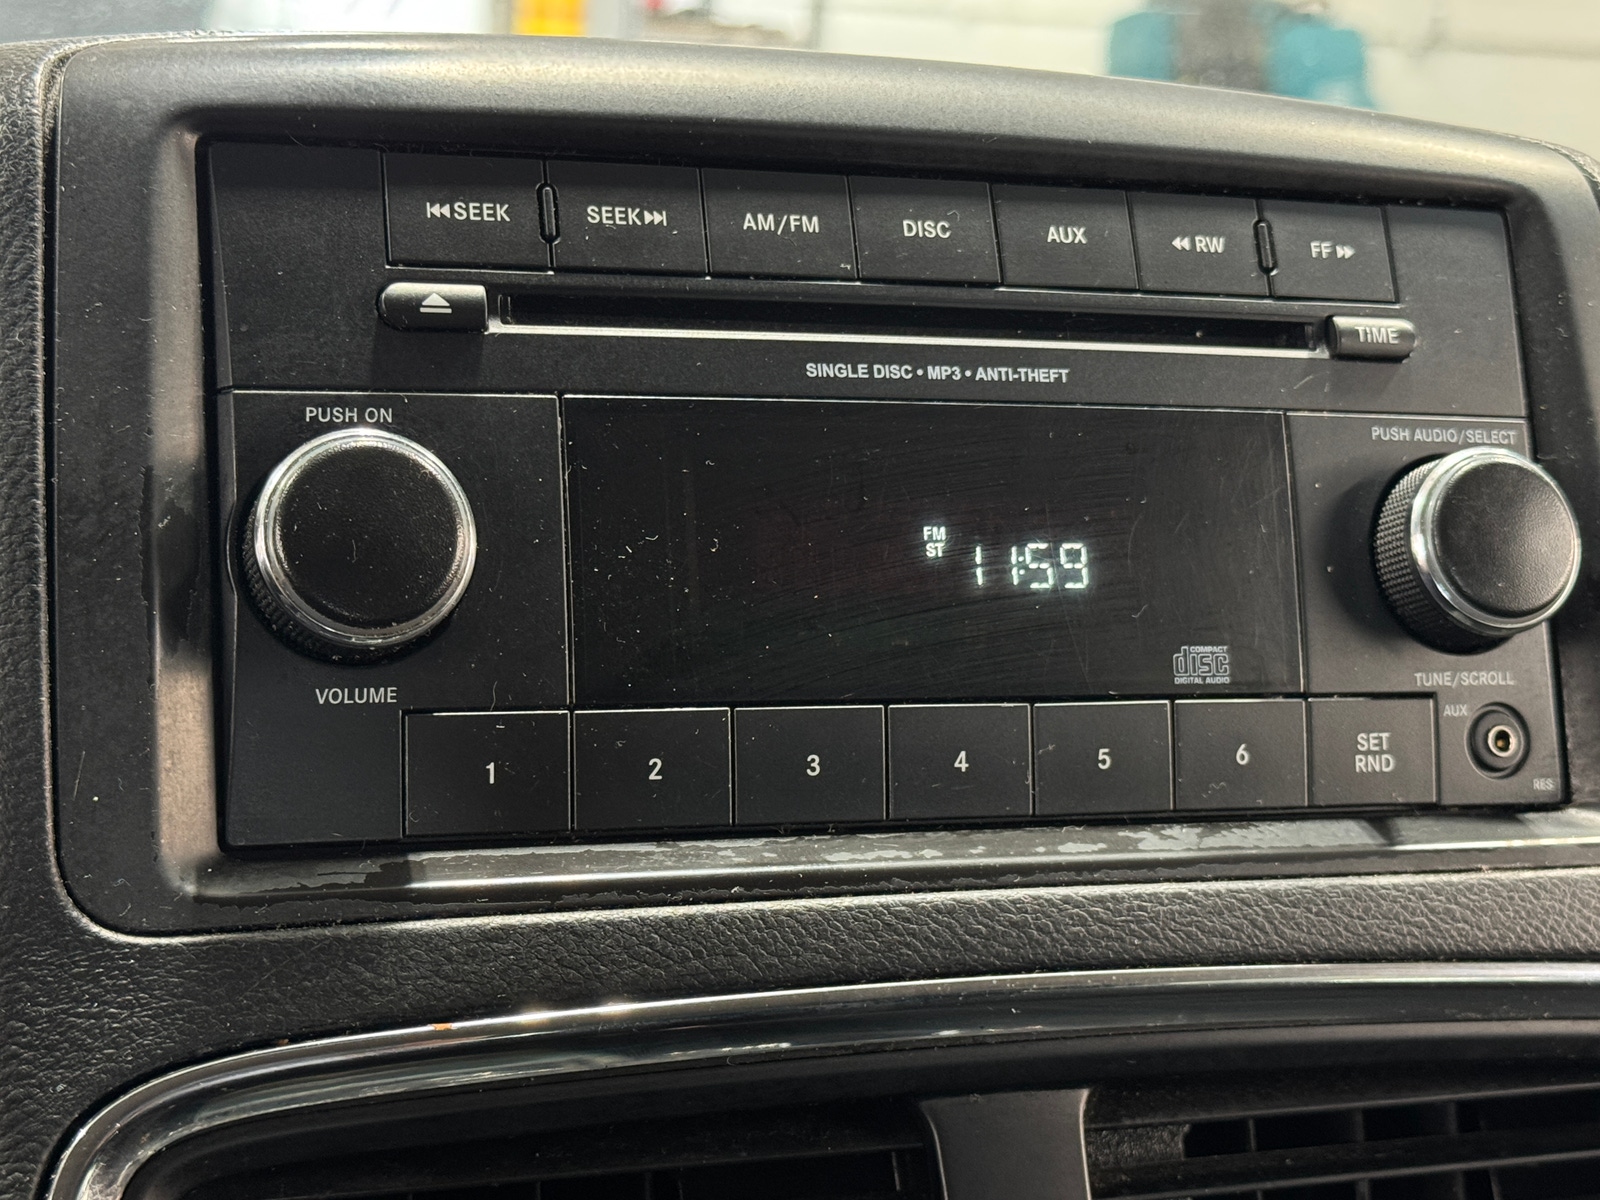 SEEK
SEEK
AM/FM
DISC
AUX
RW
FF
TIME
SINGLE DISC • MP3 • ANTI-THEFT
PUSH ON
PUSH AUDIO/SELECT
FM
ST
11:59
COMPACT
disc
DIGITAL AUDIO
VOLUME
TUNE/SCROLL
AUX
1
2
3
4
5
6
SET
RND
RES